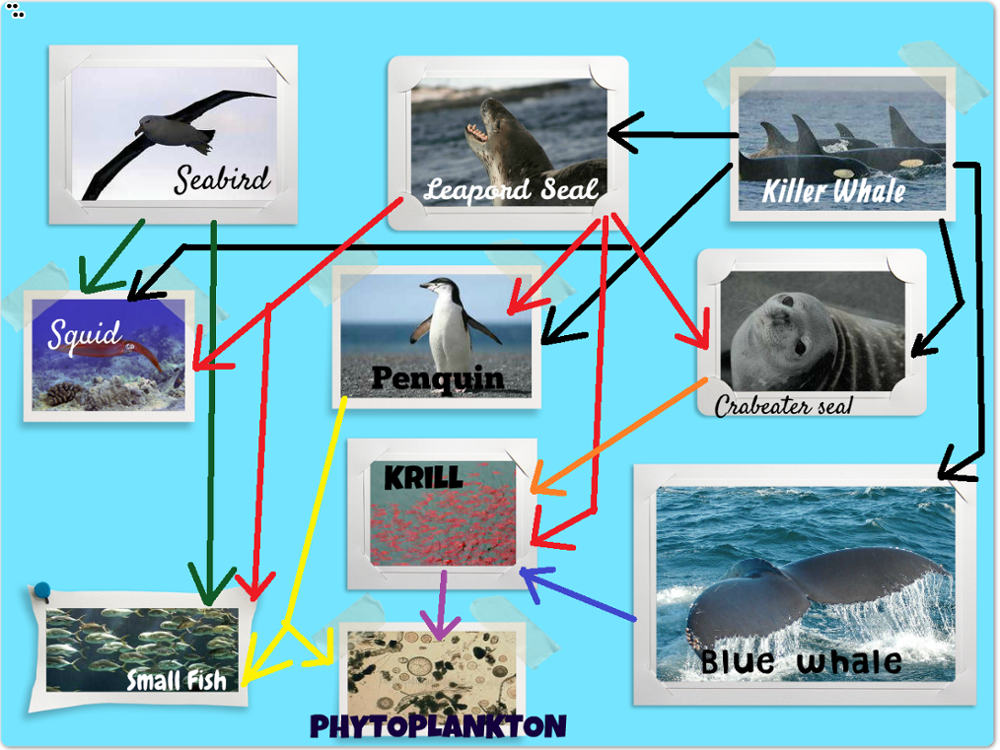 Seabird
Leapord Seal
Killer Whale
Squid
Penquin
Crabeater seal
KRILL
Blue whale
Small Fish
PHYTOPLANKTON